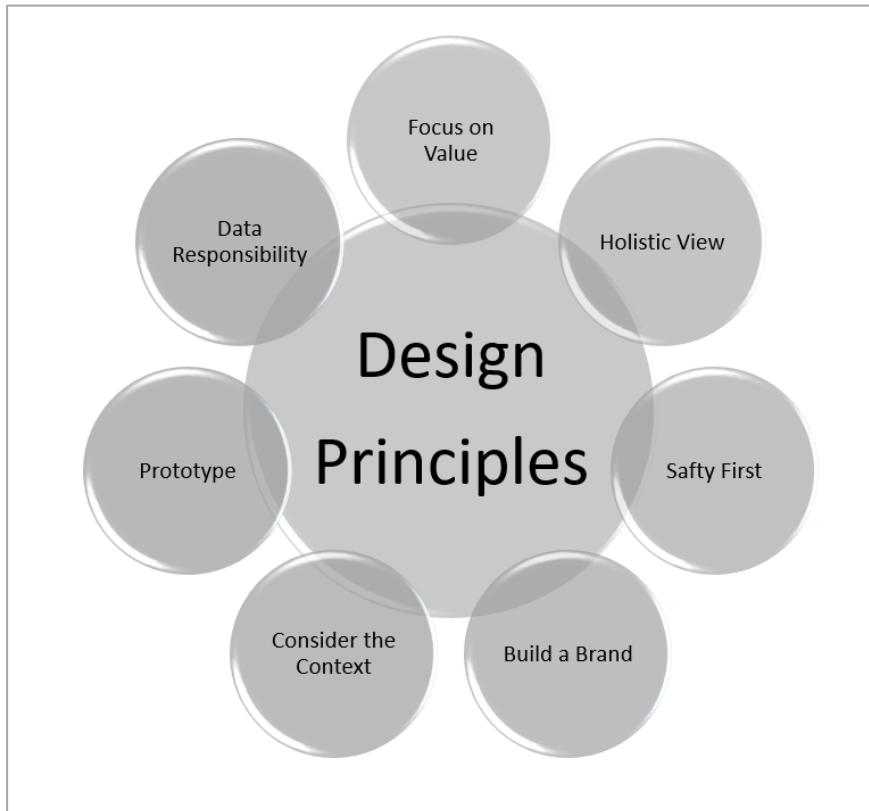 Focus on
Value
Holistic View
Safty First
Build a Brand
Consider the
Context
Prototype
Data
Responsibility
Design
Principles